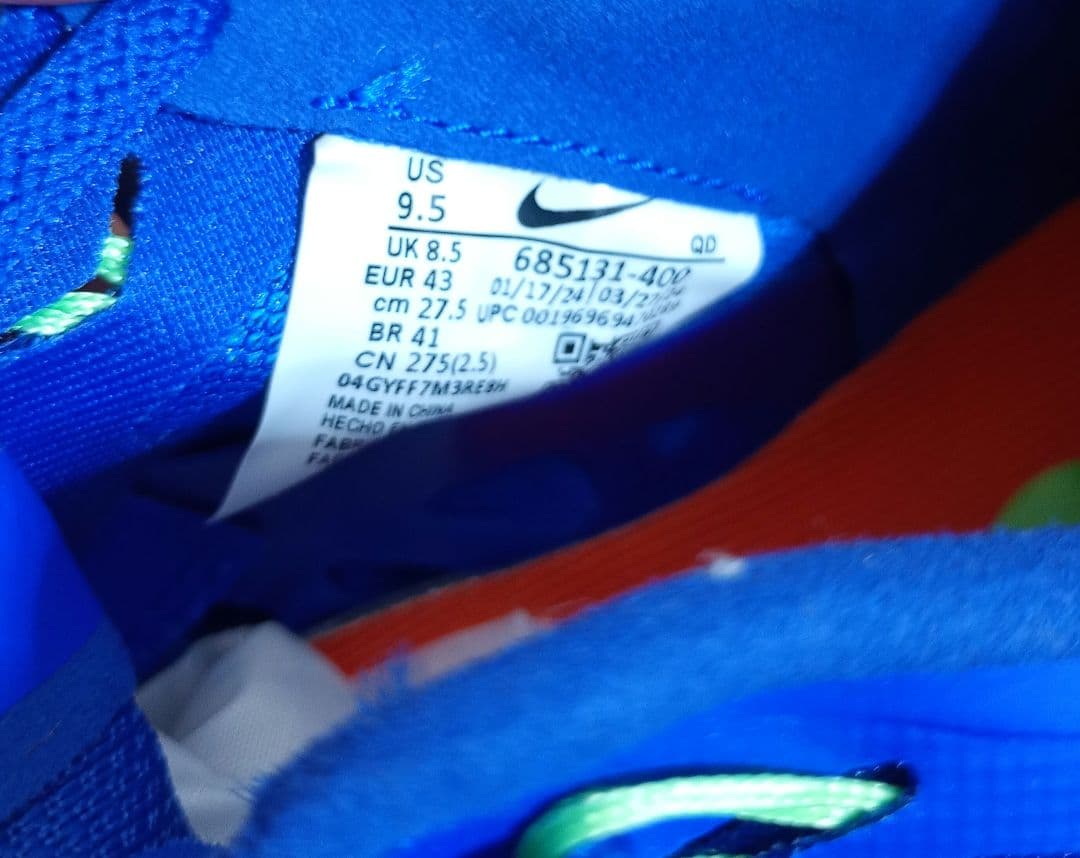 US
9.5
QD
UK 8.5
685131-400
EUR 43
01/17/24
cm 27.5
UPC
BR 41
CN 275(2.5)
MADE IN China
HECHO